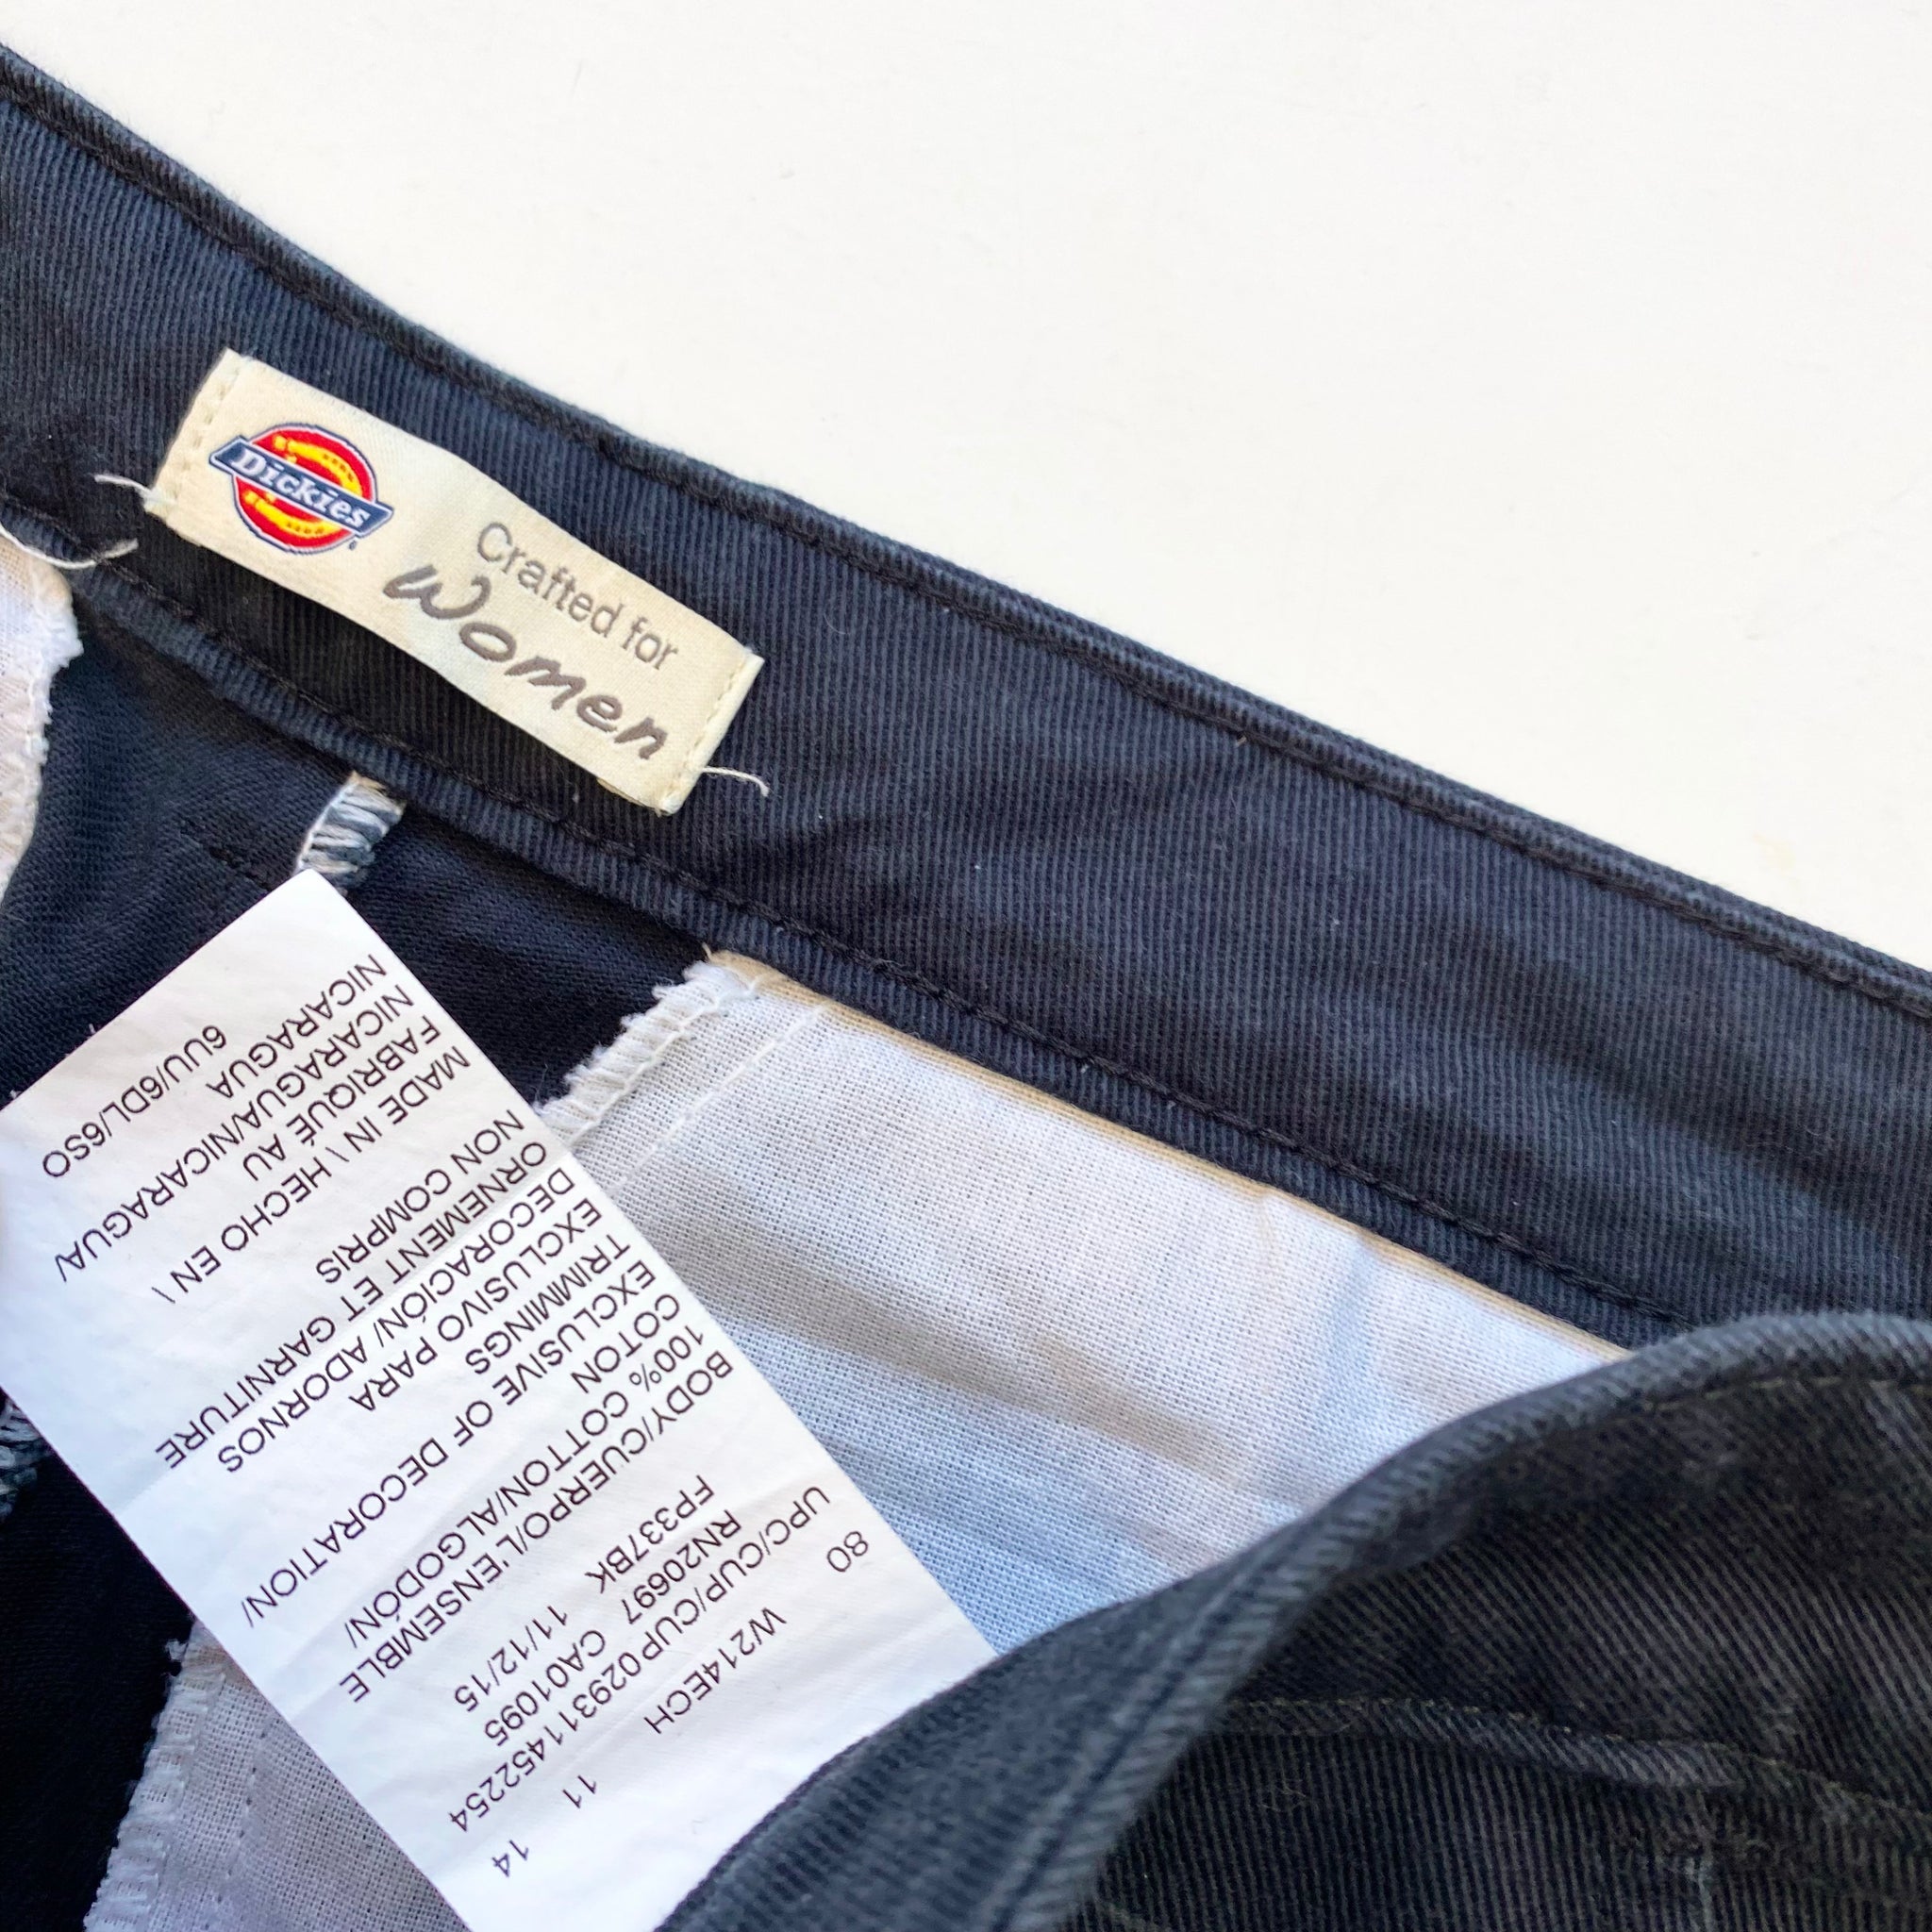 Dickies
Crafted for
Women
80 W214ECH 11 14
UPC/CUP/CUP 029311452254
RN20697 CA01095
FP337BK 11/12/15
BODY/CUERPO/L'ENSEMBLE
100% COTTON/ALGODÓN/
COTON
EXCLUSIVE OF DECORATION/
TRIMMINGS
EXCLUSIVO PARA
DECORACIÓN/ ADORNOS
ORNEMENT ET GARNITURE
NON COMPRIS
MADE IN \ HECHO EN \
FABRIQUÉ AU
NICARAGUA/NICARAGUA/
NICARAGUA
6UU/6DL/6SO